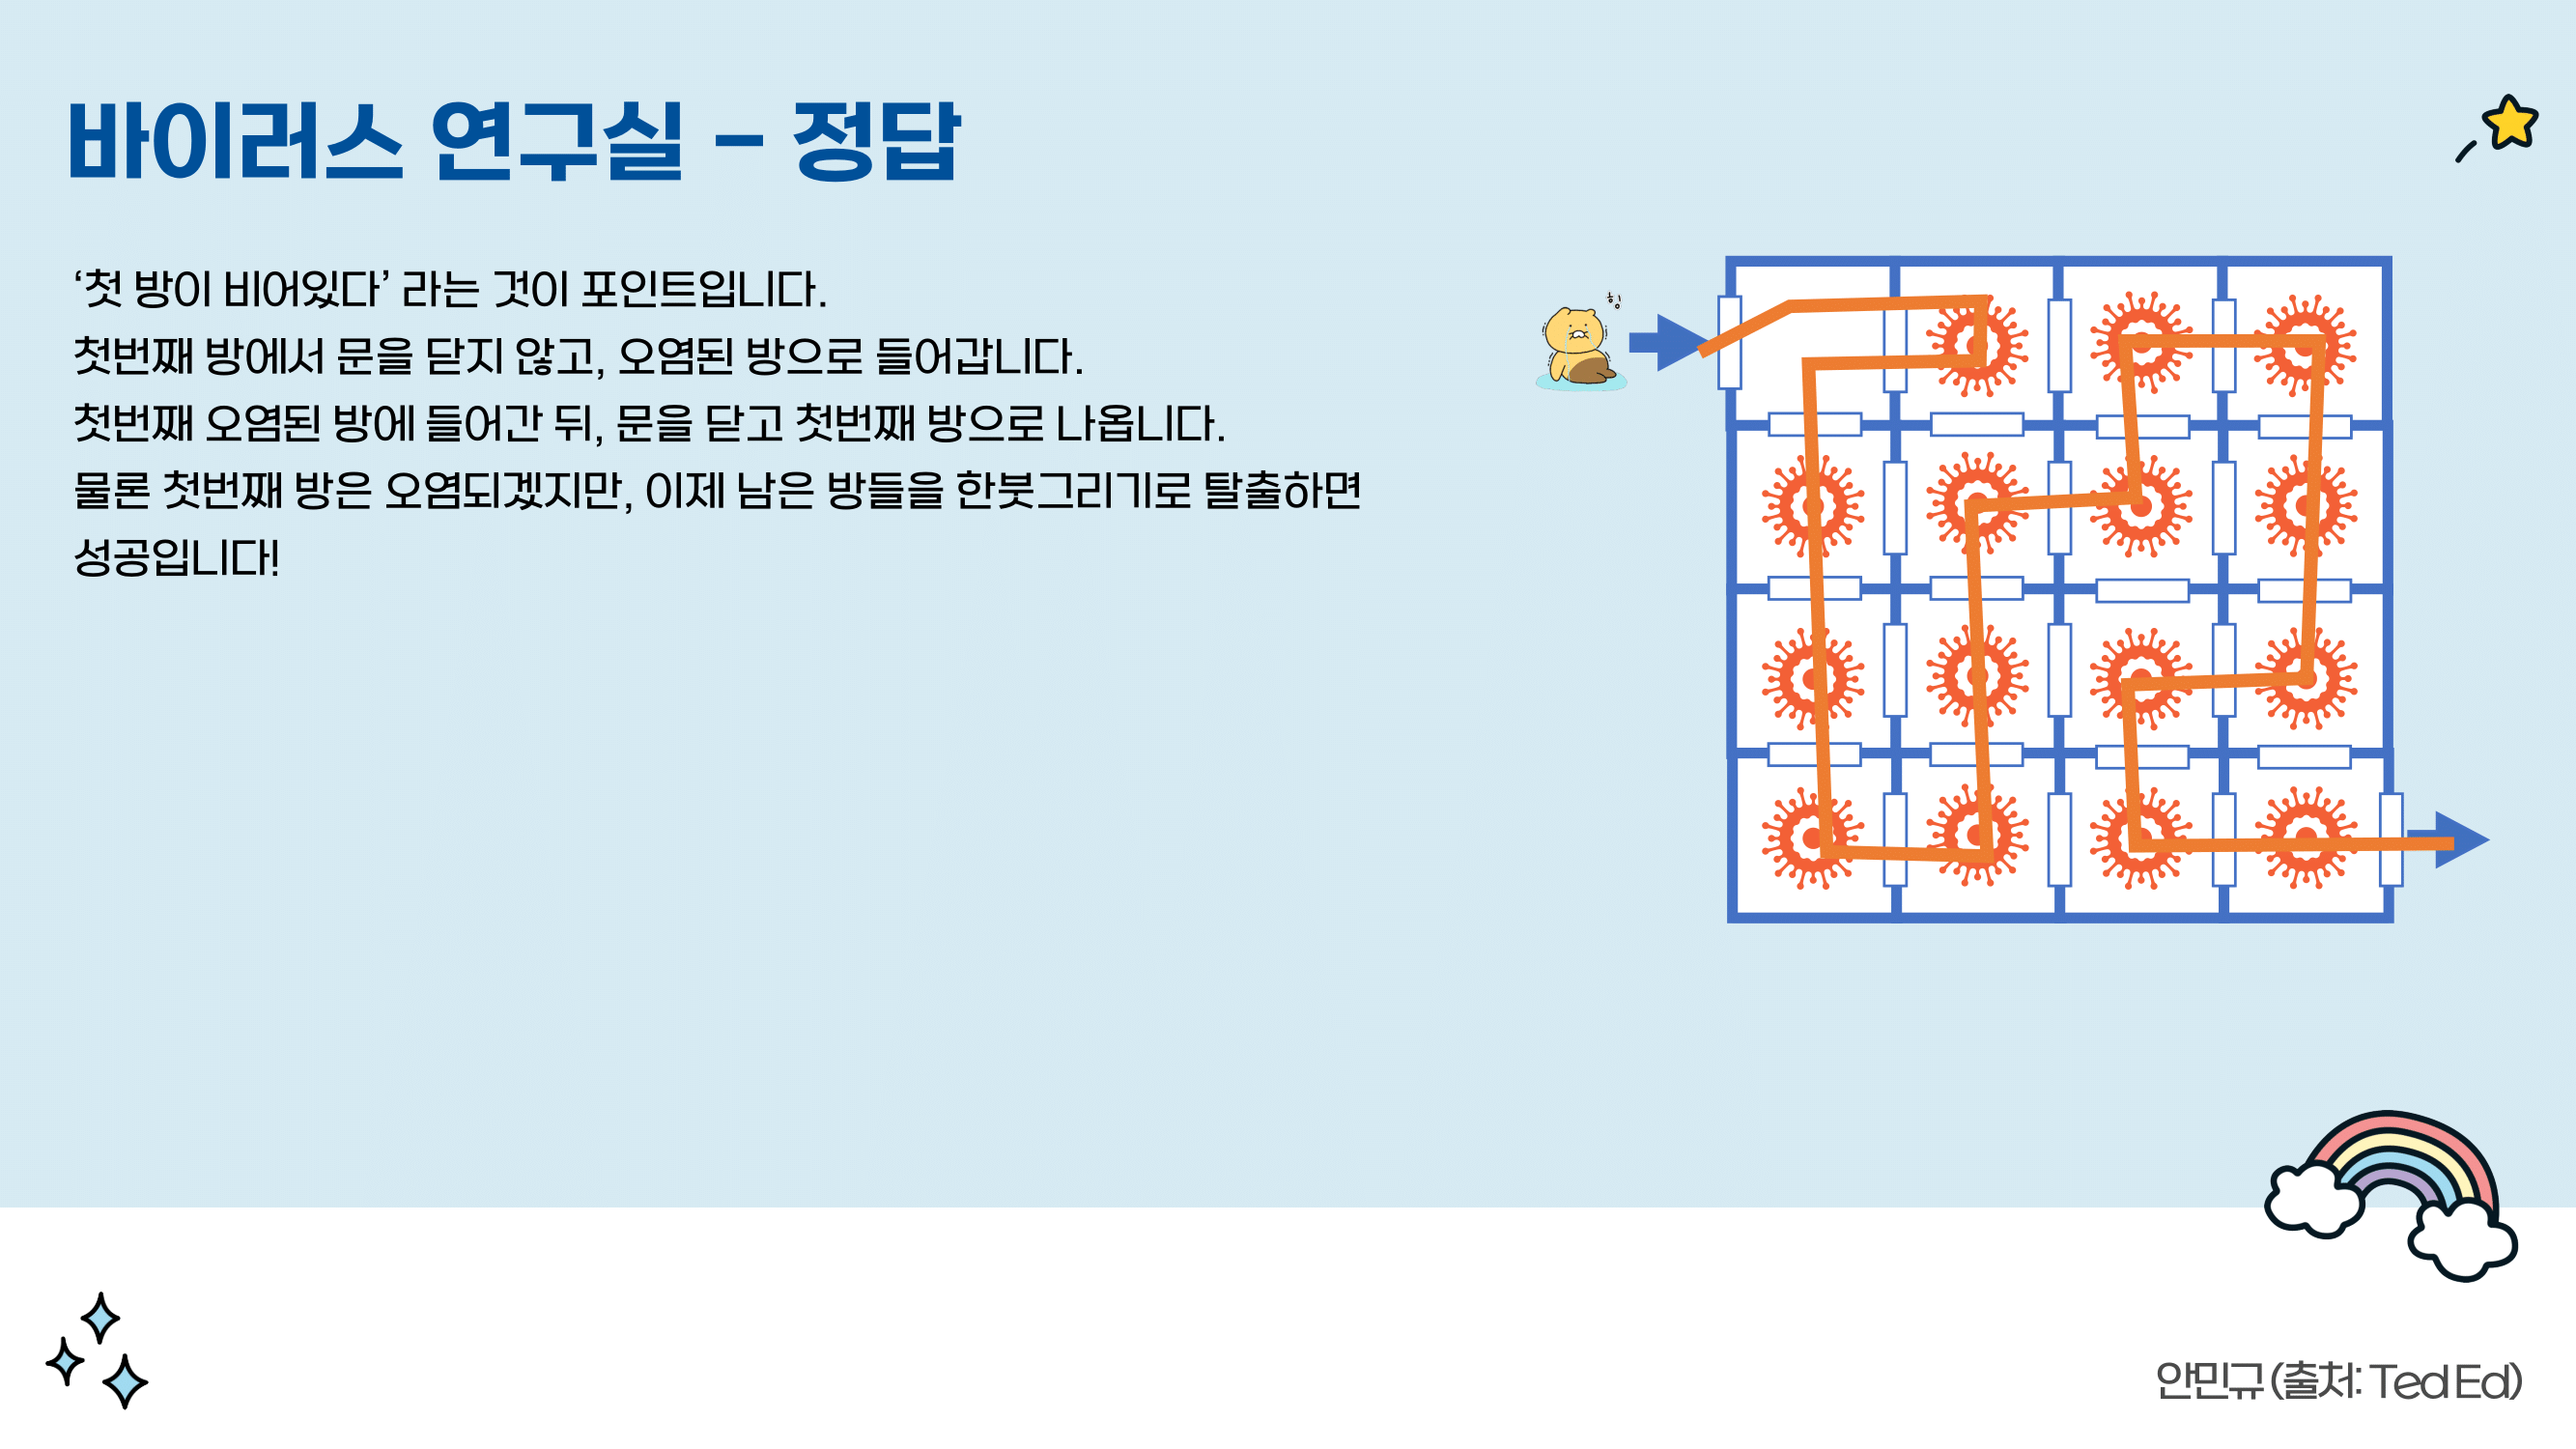 바이러스 연구실 - 정답
‘첫 방이 비어있다’ 라는 것이 포인트입니다.
첫번째 방에서 문을 닫지 않고, 오염된 방으로 들어갑니다.
첫번째 오염된 방에 들어간 뒤, 문을 닫고 첫번째 방으로 나옵니다.
물론 첫번째 방은 오염되겠지만, 이제 남은 방들을 한붓그리기로 탈출하면
성공입니다!
안민규 (출처: Ted Ed)